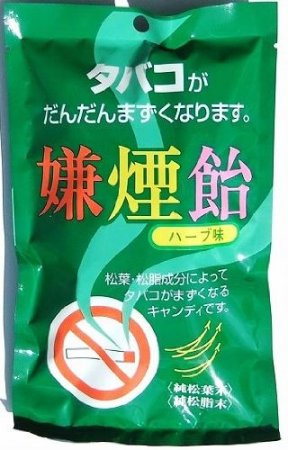 タバコが
だんだんまずくなります。
嫌煙飴
ハーブ味
松葉・松脂成分によって
タバコがまずくなる
キャンディです。
〈純松葉末〉
〈純松脂末〉